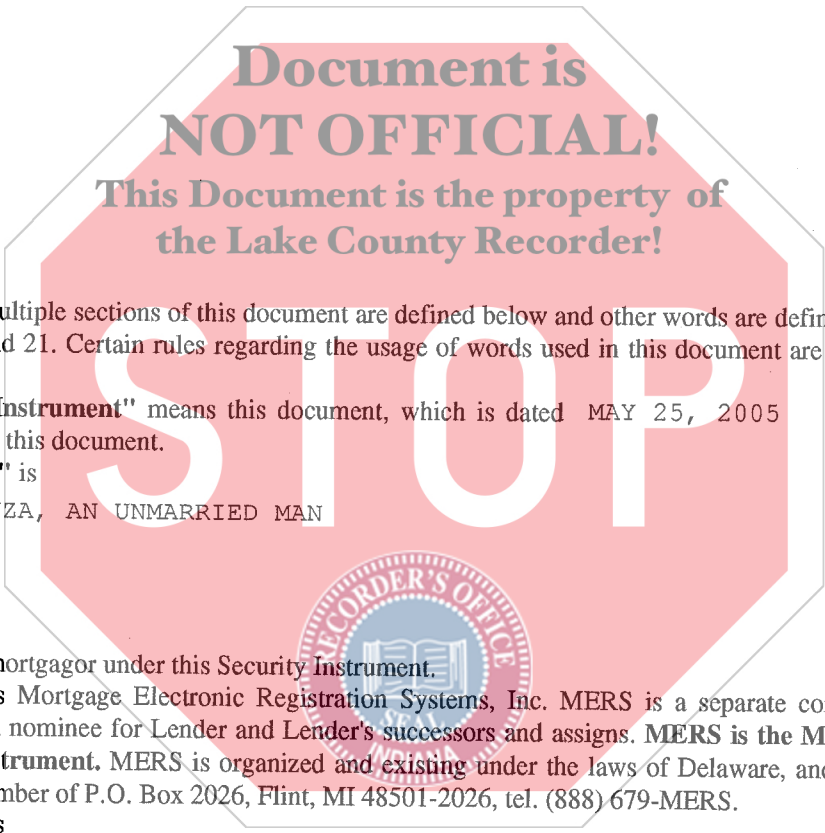 Document is
NOT OFFICIAL!
This Document is the property of
the Lake County Recorder!
ultiple sections of this document are defined below and other words are defin
d 21. Certain rules regarding the usage of words used in this document are
Instrument" means this document, which is dated MAY 25, 2005
this document.
" is
ZA, AN UNMARRIED MAN
STOP
RECORDER'S OFFICE
SEAL
INDIANA
mortgagor under this Security Instrument.
s Mortgage Electronic Registration Systems, Inc. MERS is a separate co
nominee for Lender and Lender's successors and assigns. MERS is the M
trument. MERS is organized and existing under the laws of Delaware, and
mber of P.O. Box 2026, Flint, MI 48501-2026, tel. (888) 679-MERS.
s